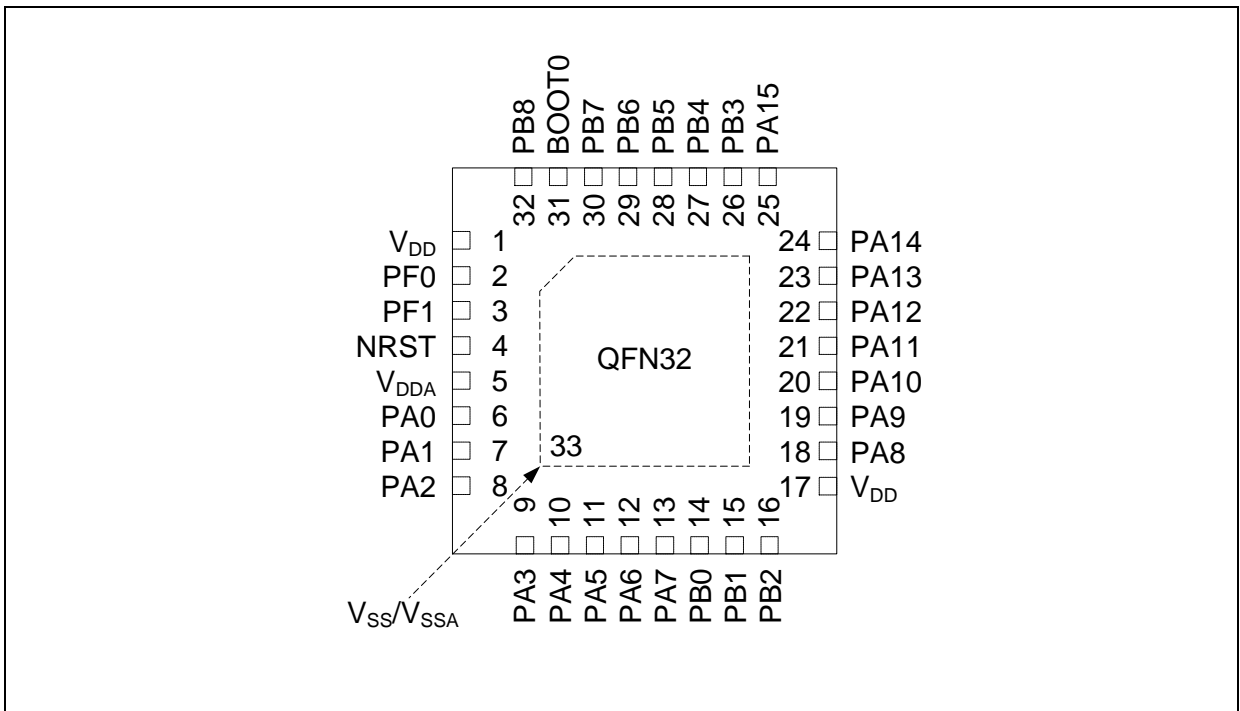 PB8
BOOT0
PB7
PB6
PB5
PB4
PB3
PA15
32
31
30
29
28
27
26
25
VDD 1
PF0 2
PF1 3
NRST 4
VDDA 5
PA0 6
PA1 7
PA2 8
24 PA14
23 PA13
22 PA12
21 PA11
20 PA10
19 PA9
18 PA8
17 VDD
QFN32
33
9
10
11
12
13
14
15
16
PA3
PA4
PA5
PA6
PA7
PB0
PB1
PB2
VSS/VSSA